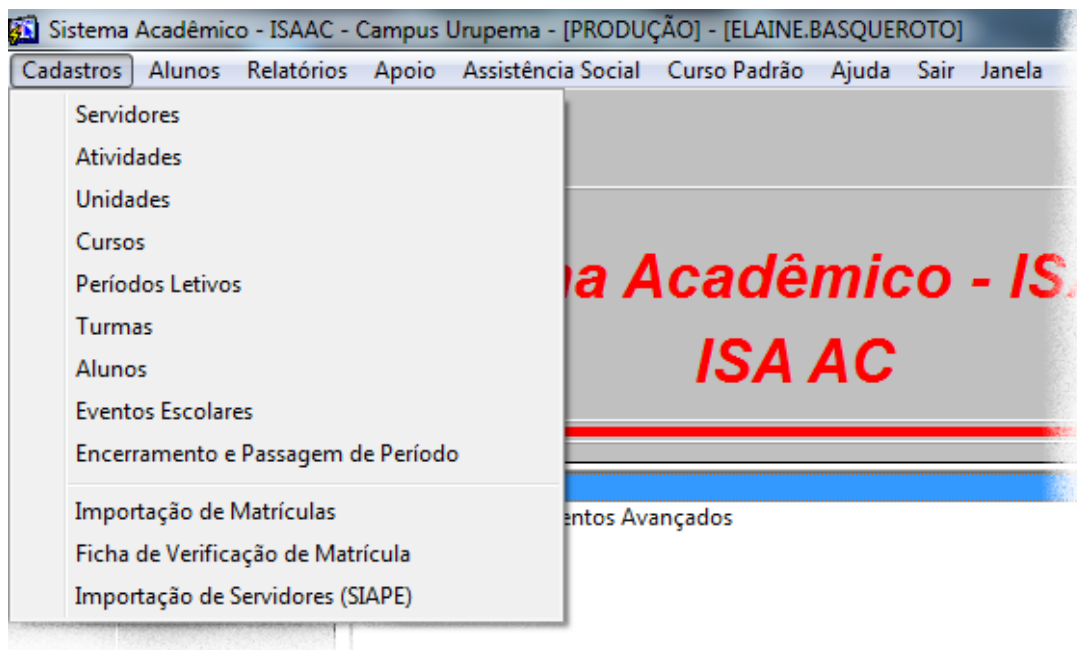 Sistema Acadêmico - ISAAC - Campus Urupema - [PRODUÇÃO] - [ELAINE.BASQUEROTO]
Cadastros Alunos Relatórios Apoio Assistência Social Curso Padrão Ajuda Sair Janela
Servidores
Atividades
Unidades
Cursos
Períodos Letivos
Turmas
Alunos
Eventos Escolares
Encerramento e Passagem de Período
Importação de Matrículas
Ficha de Verificação de Matrícula
Importação de Servidores (SIAPE)
a Acadêmico - IS
ISA AC
entos Avançados